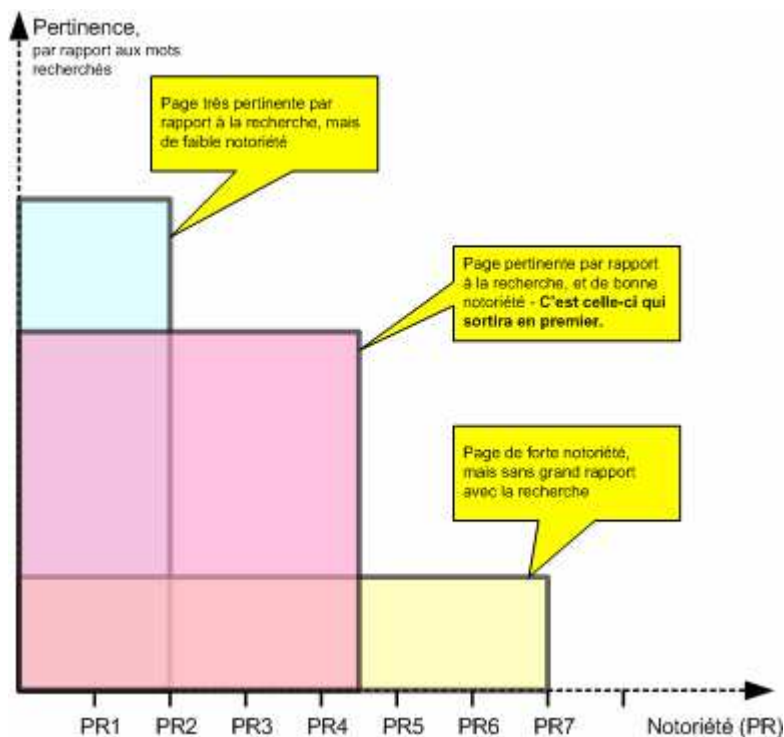 Pertinence,
par rapport aux mots
recherchés
Page très pertinente par
rapport à la recherche, mais
de faible notoriété
Page pertinente par rapport
à la recherche, et de bonne
notoriété - C'est celle-ci qui
sortira en premier.
Page de forte notoriété,
mais sans grand rapport
avec la recherche
PR1 PR2 PR3 PR4 PR5 PR6 PR7 Notoriété (PR)